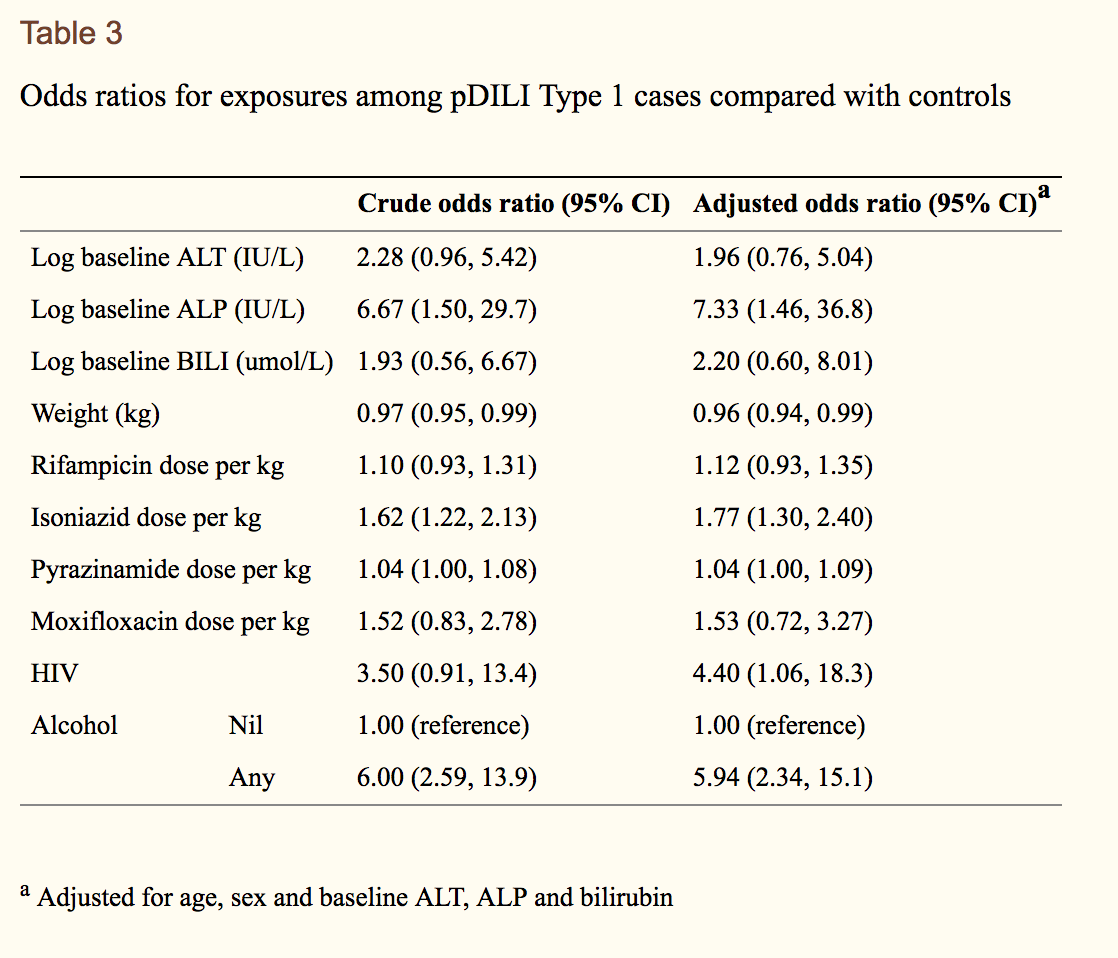 Table 3
Odds ratios for exposures among pDILI Type 1 cases compared with controls
Crude odds ratio (95% CI) Adjusted odds ratio (95% CI)a
Log baseline ALT (IU/L) 2.28 (0.96, 5.42) 1.96 (0.76, 5.04)
Log baseline ALP (IU/L) 6.67 (1.50, 29.7) 7.33 (1.46, 36.8)
Log baseline BILI (umol/L) 1.93 (0.56, 6.67) 2.20 (0.60, 8.01)
Weight (kg) 0.97 (0.95, 0.99) 0.96 (0.94, 0.99)
Rifampicin dose per kg 1.10 (0.93, 1.31) 1.12 (0.93, 1.35)
Isoniazid dose per kg 1.62 (1.22, 2.13) 1.77 (1.30, 2.40)
Pyrazinamide dose per kg 1.04 (1.00, 1.08) 1.04 (1.00, 1.09)
Moxifloxacin dose per kg 1.52 (0.83, 2.78) 1.53 (0.72, 3.27)
HIV 3.50 (0.91, 13.4) 4.40 (1.06, 18.3)
Alcohol Nil 1.00 (reference) 1.00 (reference)
Any 6.00 (2.59, 13.9) 5.94 (2.34, 15.1)
a Adjusted for age, sex and baseline ALT, ALP and bilirubin